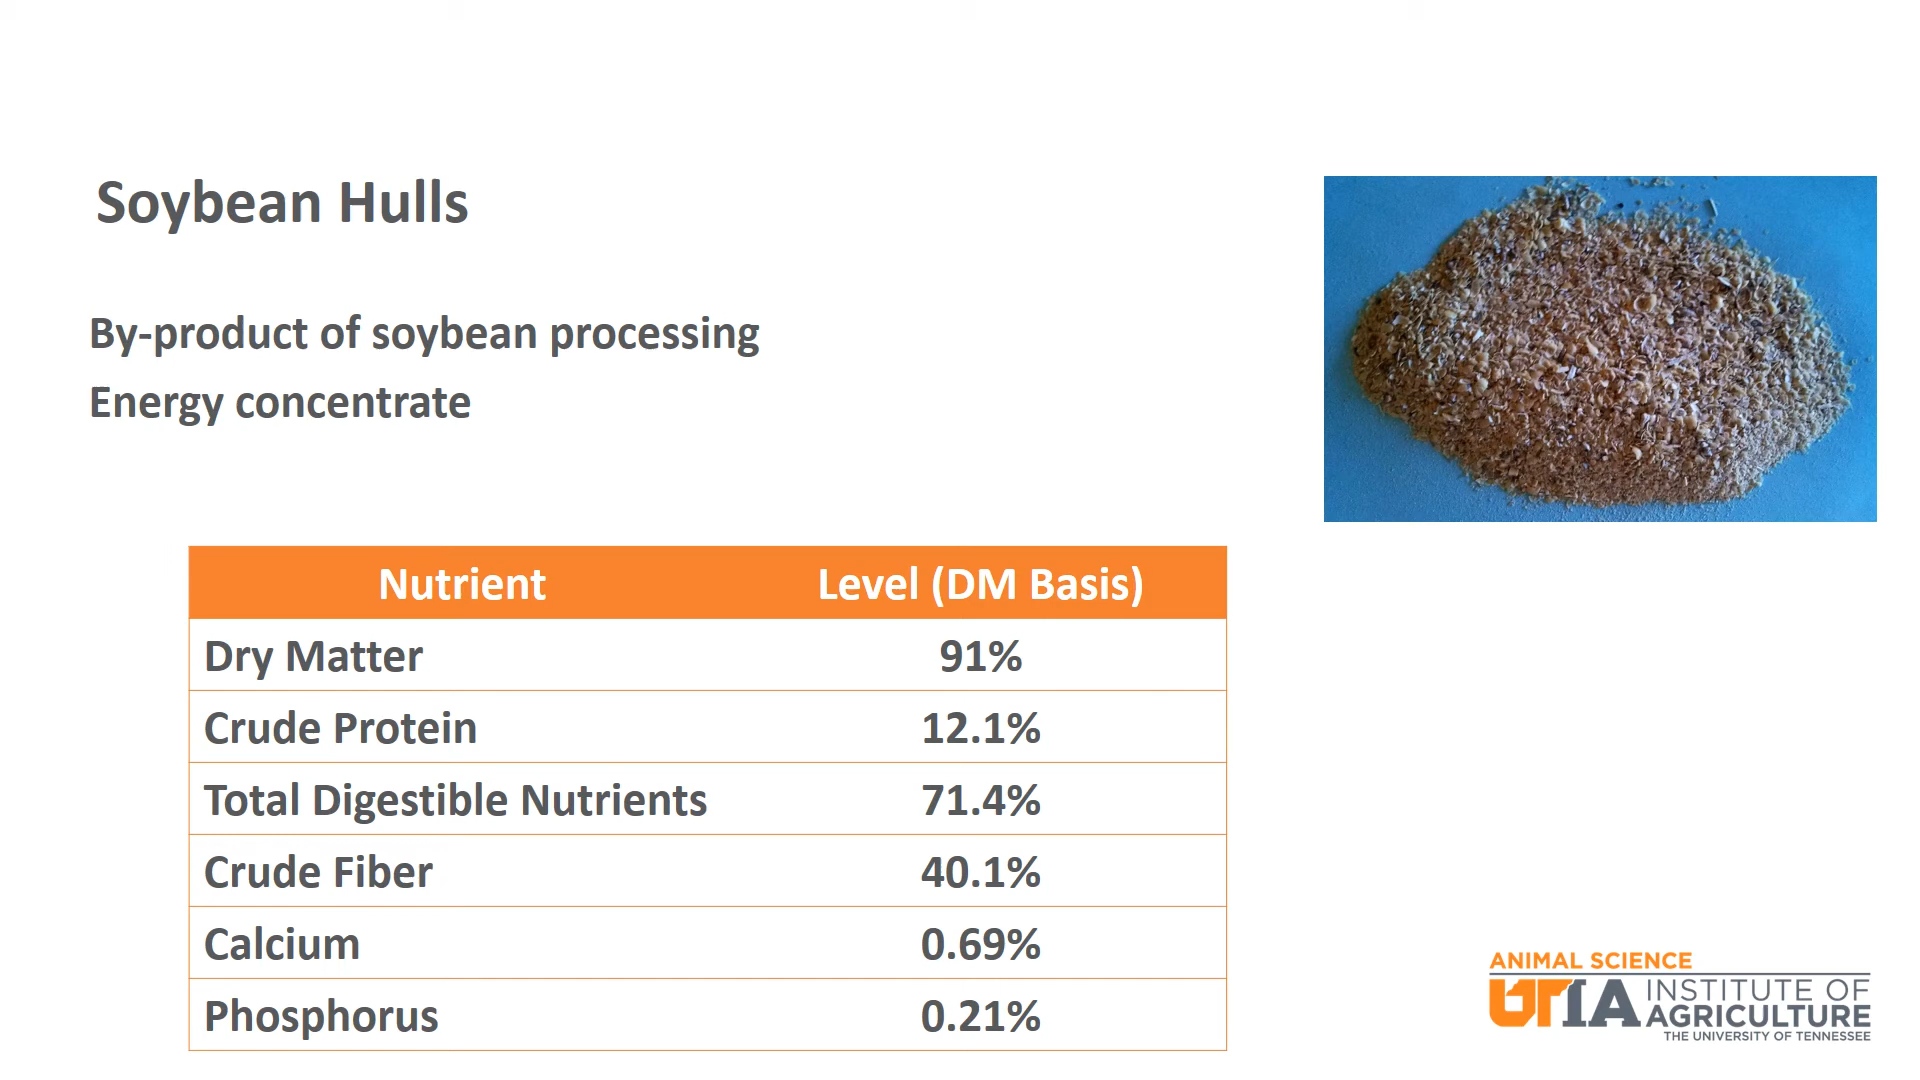 Soybean Hulls
By-product of soybean processing
Energy concentrate
Nutrient Level (DM Basis)
Dry Matter 91%
Crude Protein 12.1%
Total Digestible Nutrients 71.4%
Crude Fiber 40.1%
Calcium 0.69%
Phosphorus 0.21%
ANIMAL SCIENCE
UTIA INSTITUTE OF
AGRICULTURE
THE UNIVERSITY OF TENNESSEE